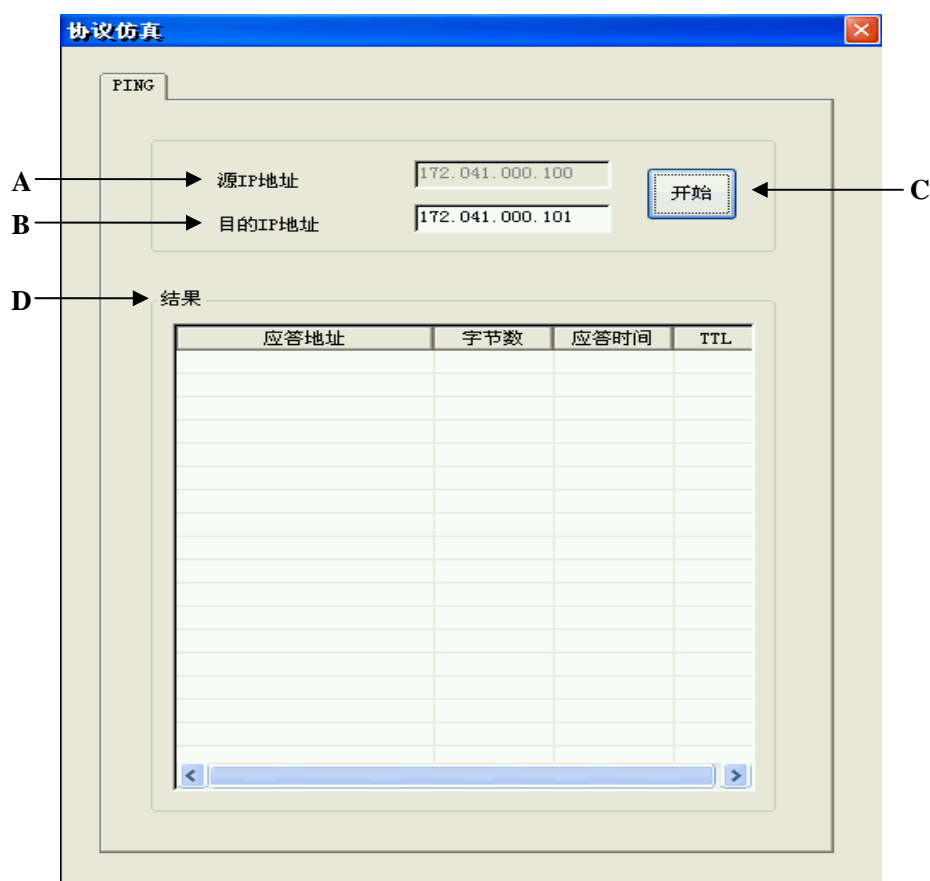 协议仿真
PING
A 源IP地址 172.041.000.100 开始 C
B 目的IP地址 172.041.000.101
D 结果
应答地址 字节数 应答时间 TTL